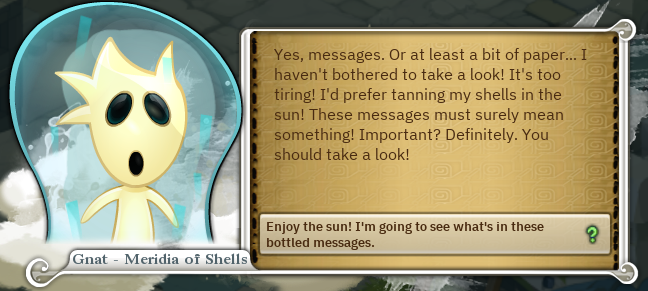 Yes, messages. Or at least a bit of paper... I
haven't bothered to take a look! It's too
tiring! I'd prefer tanning my shells in the
sun! These messages must surely mean
something! Important? Definitely. You
should take a look!
Enjoy the sun! I'm going to see what's in these
bottled messages.
?
Gnat - Meridia of Shells